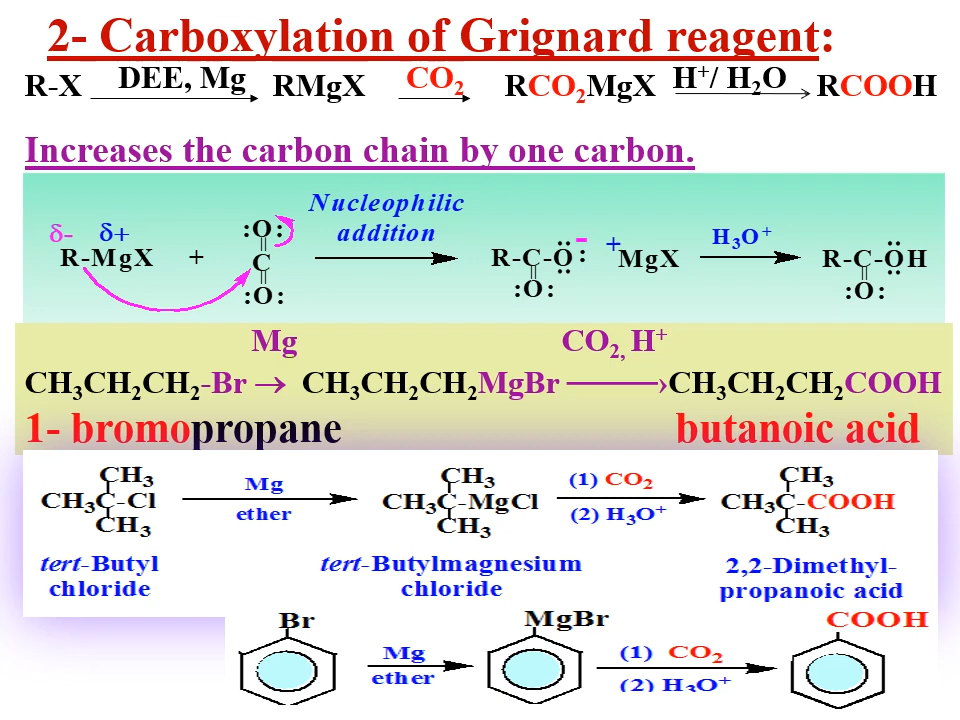 2- Carboxylation of Grignard reagent:
R-X DEE, Mg RMgX CO2 RCO2MgX H+/ H2O RCOOH
Increases the carbon chain by one carbon.
Nucleophilic
addition
δ- δ+ :O: - + H3O+
R-MgX + C R-C-O: MgX R-C-OH
:O: :O: :O:
Mg CO2, H+
CH3CH2CH2-Br → CH3CH2CH2MgBr ———›CH3CH2CH2COOH
1- bromopropane butanoic acid
CH3 CH3 CH3
CH3C-Cl Mg CH3C-MgCl (1) CO2 CH3C-COOH
CH3 ether CH3 (2) H3O+ CH3
tert-Butyl tert-Butylmagnesium 2,2-Dimethyl-
chloride chloride propanoic acid
Br MgBr COOH
Mg (1) CO2
ether (2) H3O+